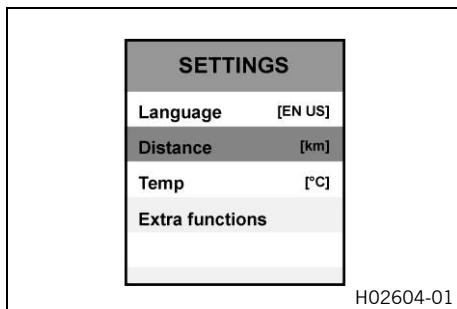 SETTINGS
Language [EN US]
Distance [km]
Temp [°C]
Extra functions
H02604-01